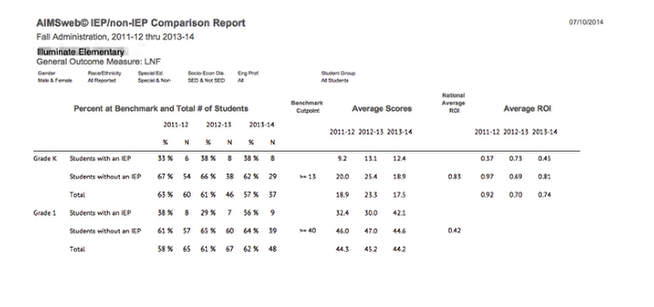 AIMSweb© IEP/non-IEP Comparison Report 07/10/2014
Fall Administration, 2011-12 thru 2013-14
Illuminate Elementary
General Outcome Measure: LNF
Gender Race/Ethnicity Special Ed. Socio-Econ Dis. Eng Prof. Student Group
Male & Female All Reported Special & Non SED & Not SED All All Students
Percent at Benchmark and Total # of Students Benchmark Cutpoint Average Scores National Average ROI Average ROI
2011-12 2012-13 2013-14 2011-12 2012-13 2013-14 2011-12 2012-13 2013-14
% N % N % N
Grade K Students with an IEP 33 % 6 38 % 8 38 % 8 9.2 13.1 12.4 0.37 0.73 0.45
Students without an IEP 67 % 54 66 % 38 62 % 29 >= 13 20.0 25.4 18.9 0.83 0.97 0.69 0.81
Total 63 % 60 61 % 46 57 % 37 18.9 23.3 17.5 0.92 0.70 0.74
Grade 1 Students with an IEP 38 % 8 29 % 7 56 % 9 32.4 30.0 42.1
Students without an IEP 61 % 57 65 % 60 64 % 39 >= 40 46.0 47.0 44.6 0.42
Total 58 % 65 61 % 67 62 % 48 44.3 45.2 44.2